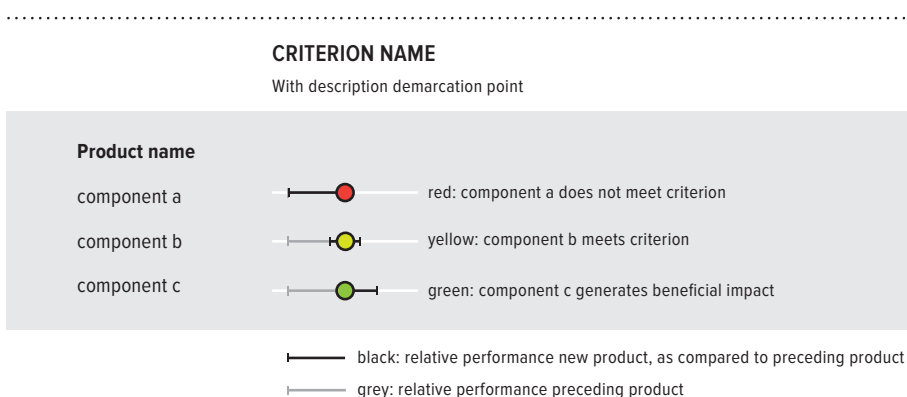 CRITERION NAME
With description demarcation point
Product name
component a
red: component a does not meet criterion
component b
yellow: component b meets criterion
component c
green: component c generates beneficial impact
black: relative performance new product, as compared to preceding product
grey: relative performance preceding product